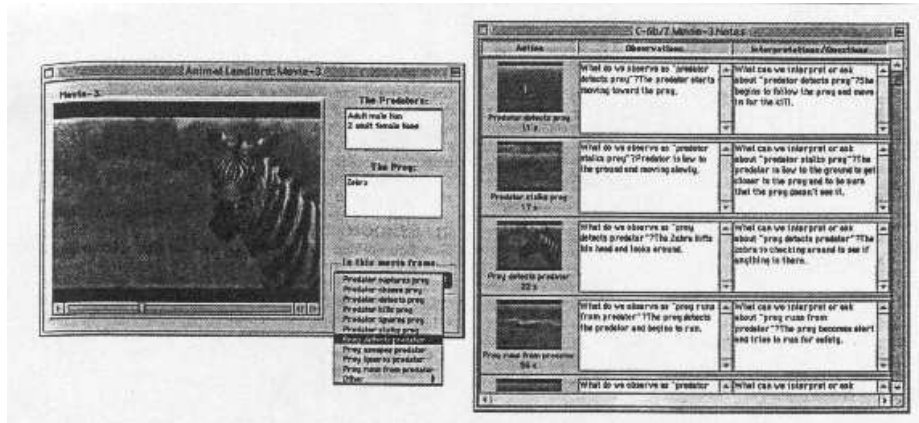 Animal Landlord: Movie-3
Movie-3
The Predators:
Adult male lion
2 adult female lions
The Prey:
Zebra
In this movie frame
Predator captures prey
Predator chases prey
Predator detects prey
Predator kills prey
Predator ignores prey
Predator stalks prey
Prey detects predator
Prey escapes predator
Prey ignores predator
Prey runs from predator
Other
C-6b/7 Movie-3 Notes
Action
Observations
Interpretations/Questions
Predator detects prey
11 s
What do we observe as "predator
detects prey"?The predator starts
moving toward the prey.
What can we interpret or ask
about "predator detects prey"?She
begins to follow the prey and move
in for the kill.
Predator stalks prey
17 s
What do we observe as "predator
stalks prey"?Predator is low to
the ground and moving slowly.
What can we interpret or ask
about "predator stalks prey"?The
predator is low to the ground to get
closer to the prey and to be sure
that the prey doesn't see it.
Prey detects predator
22 s
What do we observe as "prey
detects predator"?The Zebra lifts
his head and looks around.
What can we interpret or ask
about "prey detects predator"?The
zebra is checking around to see if
anything is there.
Prey runs from predator
56 s
What do we observe as "prey runs
from predator"?The prey detects
the predator and begins to run.
What can we interpret or ask
about "prey runs from
predator"?The prey becomes alert
and tries to run for safety.
What do we observe as "predator
What can we interpret or ask